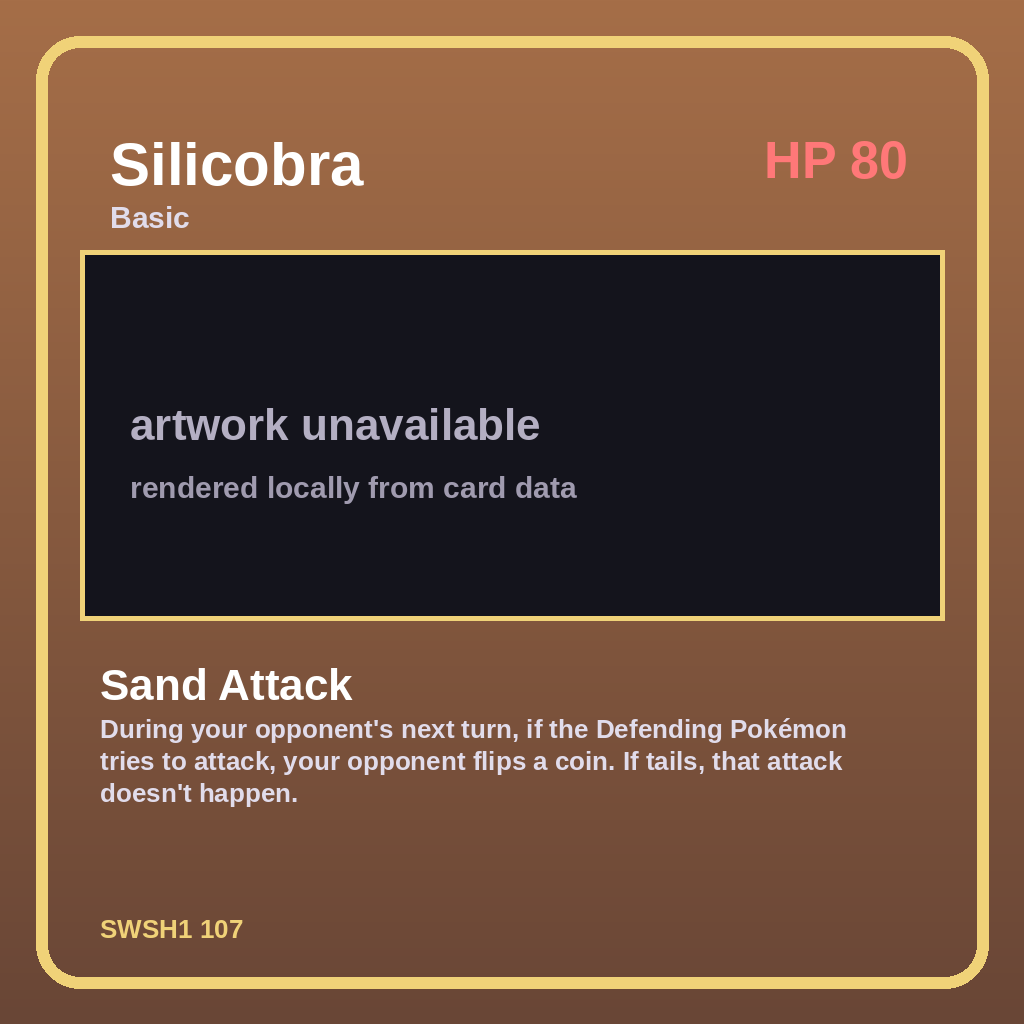 Silicobra
HP 80
Basic
artwork unavailable
rendered locally from card data
Sand Attack
During your opponent's next turn, if the Defending Pokémon
tries to attack, your opponent flips a coin. If tails, that attack
doesn't happen.
SWSH1 107